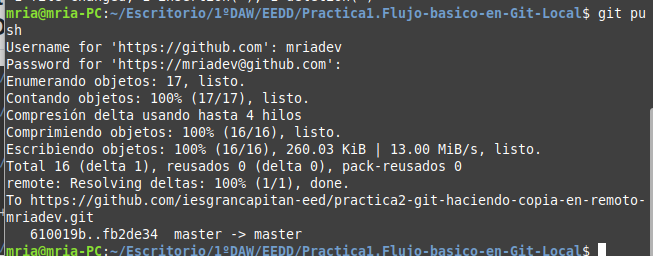 mria@mria-PC:~/Escritorio/1ºDAW/EEDD/Practica1.Flujo-basico-en-Git-Local$ git pu
sh
Username for 'https://github.com': mriadev
Password for 'https://mriadev@github.com':
Enumerando objetos: 17, listo.
Contando objetos: 100% (17/17), listo.
Compresión delta usando hasta 4 hilos
Comprimiendo objetos: 100% (16/16), listo.
Escribiendo objetos: 100% (16/16), 260.03 KiB | 13.00 MiB/s, listo.
Total 16 (delta 1), reusados 0 (delta 0), pack-reusados 0
remote: Resolving deltas: 100% (1/1), done.
To https://github.com/iesgrancapitan-eed/practica2-git-haciendo-copia-en-remoto-
mriadev.git
   610019b..fb2de34  master -> master
mria@mria-PC:~/Escritorio/1ºDAW/EEDD/Practica1.Flujo-basico-en-Git-Local$